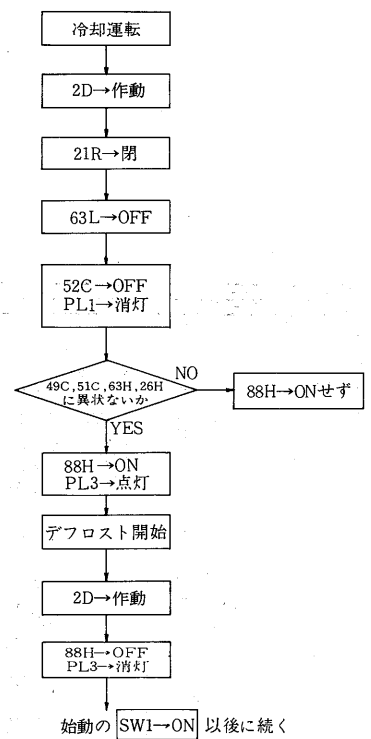 冷却運転
2D→作動
21R→閉
63L→OFF
52C→OFF
PL1→消灯
49C,51C,63H,26H
に異状ないか
NO
88H→ONせず
YES
88H→ON
PL3→点灯
デフロスト開始
2D→作動
88H→OFF
PL3→消灯
始動の SW1→ON 以後に続く